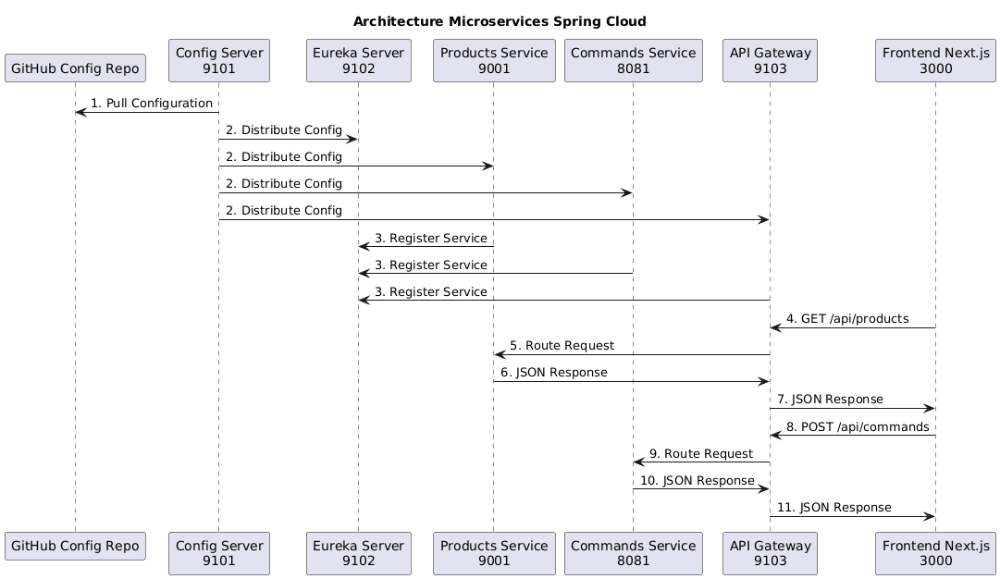 Architecture Microservices Spring Cloud
GitHub Config Repo
Config Server
9101
Eureka Server
9102
Products Service
9001
Commands Service
8081
API Gateway
9103
Frontend Next.js
3000
1. Pull Configuration
2. Distribute Config
2. Distribute Config
2. Distribute Config
2. Distribute Config
3. Register Service
3. Register Service
3. Register Service
4. GET /api/products
5. Route Request
6. JSON Response
7. JSON Response
8. POST /api/commands
9. Route Request
10. JSON Response
11. JSON Response
GitHub Config Repo
Config Server
9101
Eureka Server
9102
Products Service
9001
Commands Service
8081
API Gateway
9103
Frontend Next.js
3000